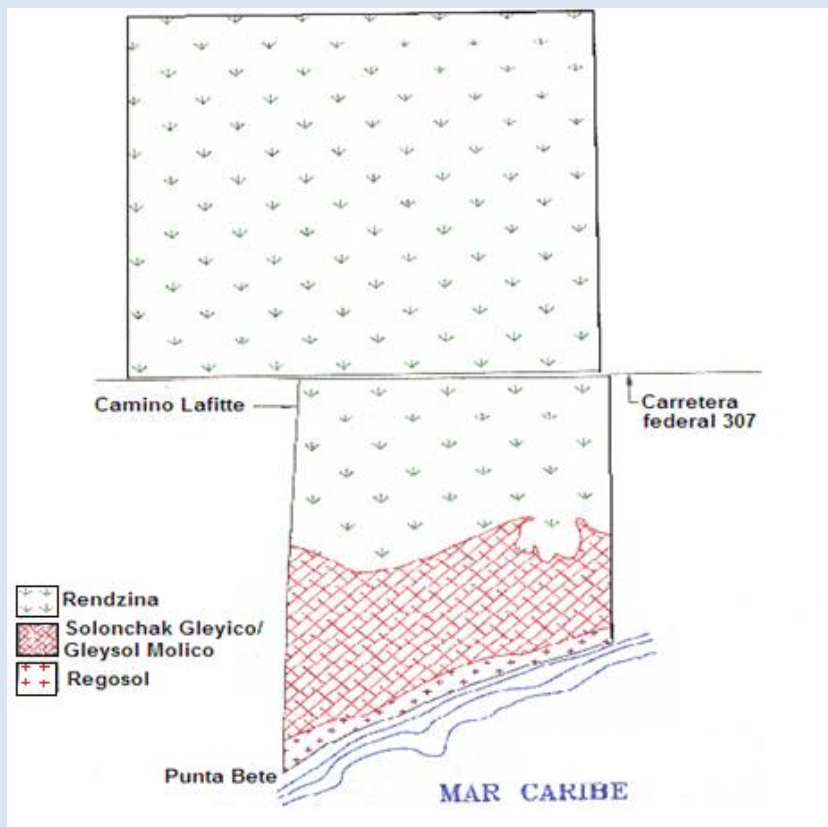 Camino Lafitte
Carretera
federal 307
Rendzina
Solonchak Gleyico/
Gleysol Molico
Regosol
Punta Bete
MAR CARIBE